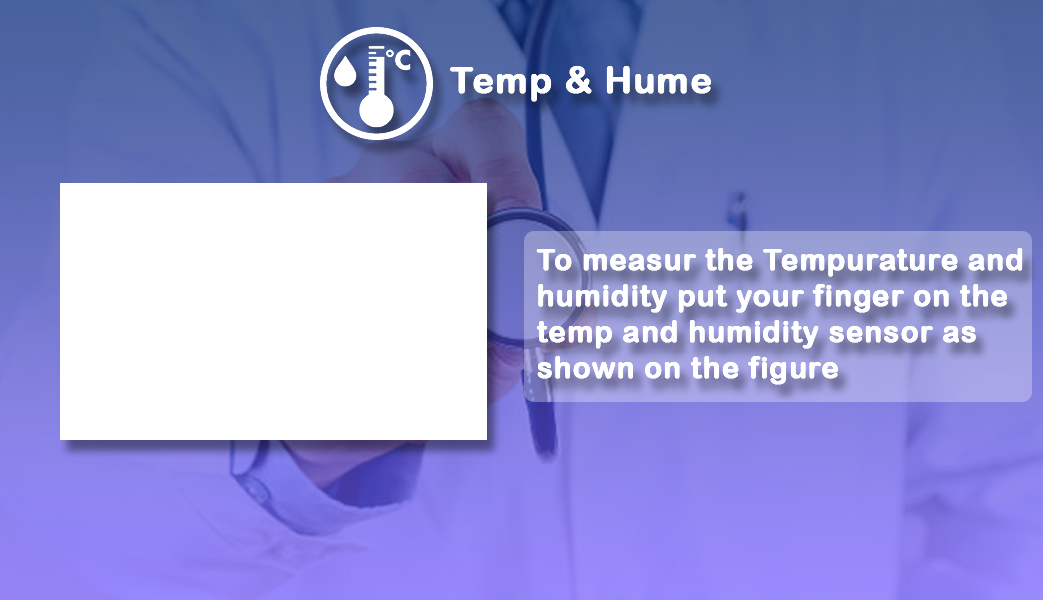 °C
Temp & Hume
To measur the Tempurature and
humidity put your finger on the
temp and humidity sensor as
shown on the figure